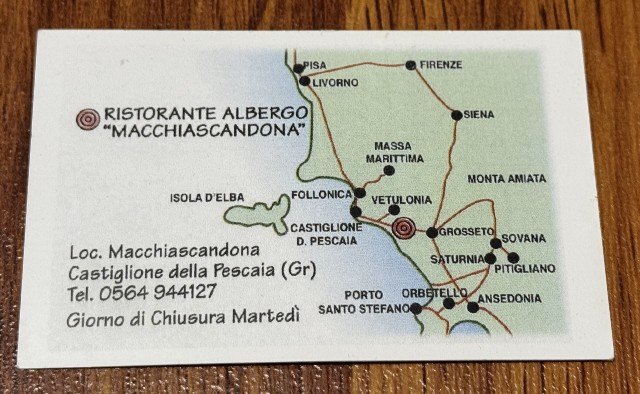 PISA
LIVORNO
FIRENZE
RISTORANTE ALBERGO
"MACCHIASCANDONA"
SIENA
MASSA
MARITTIMA
MONTA AMIATA
ISOLA D'ELBA
FOLLONICA
VETULONIA
CASTIGLIONE
D. PESCAIA
GROSSETO
SOVANA
SATURNIA
PITIGLIANO
Loc. Macchiascandona
Castiglione della Pescaia (Gr)
Tel. 0564 944127
Giorno di Chiusura Martedì
PORTO
SANTO STEFANO
ORBETELLO
ANSEDONIA